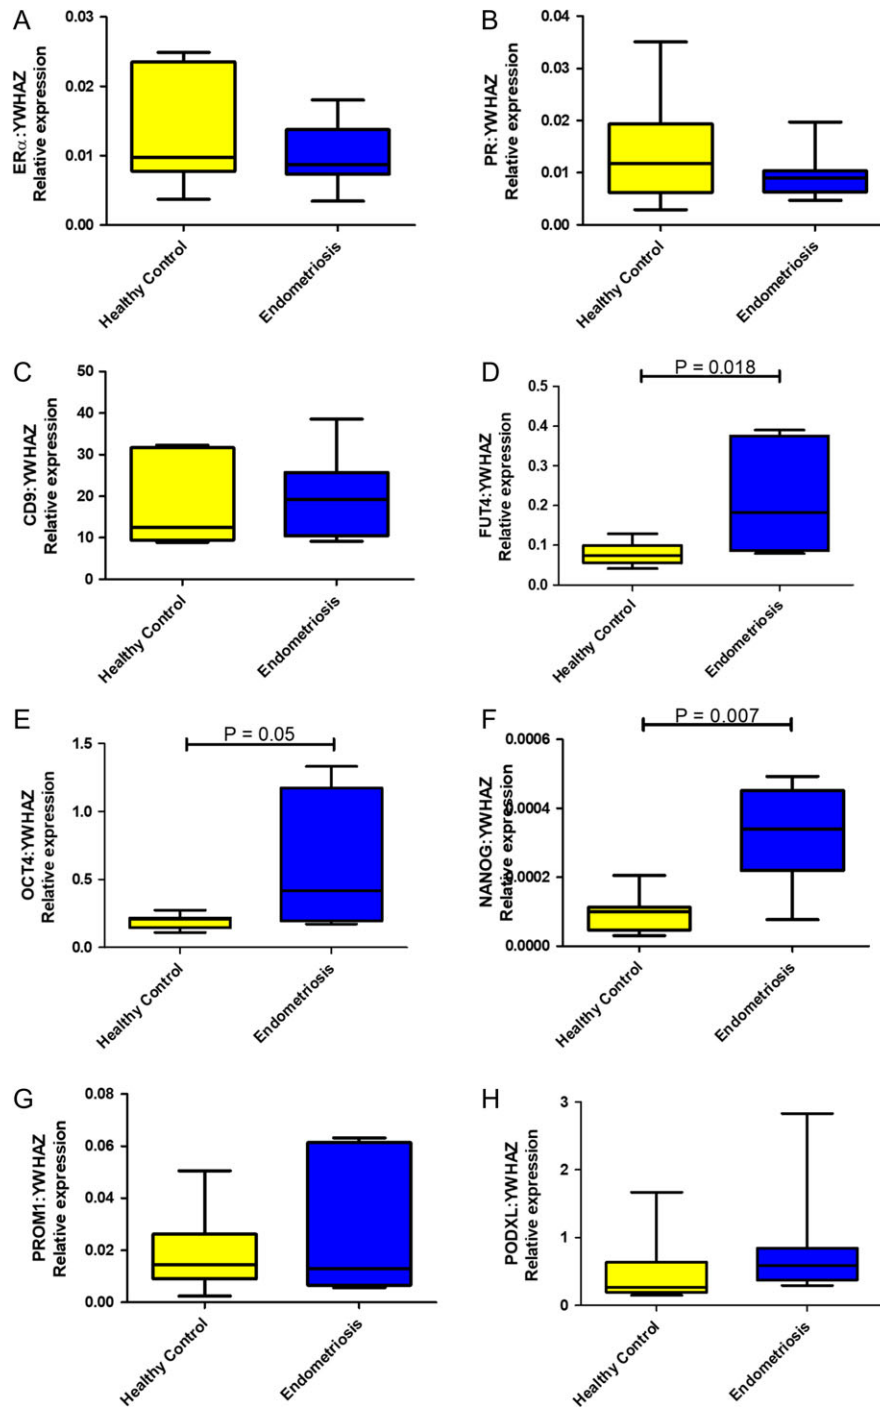 A
ERα:YWHAZ
Relative expression
0.03
0.02
0.01
0.00
Healthy Control
Endometriosis
B
PR:YWHAZ
Relative expression
0.04
0.03
0.02
0.01
0.00
Healthy Control
Endometriosis
C
CD9:YWHAZ
Relative expression
50
40
30
20
10
0
Healthy Control
Endometriosis
D
P = 0.018
FUT4:YWHAZ
Relative expression
0.5
0.4
0.3
0.2
0.1
0.0
Healthy Control
Endometriosis
E
P = 0.05
OCT4:YWHAZ
Relative expression
1.5
1.0
0.5
0.0
Healthy Control
Endometriosis
F
P = 0.007
NANOG:YWHAZ
Relative expression
0.0006
0.0004
0.0002
0.0000
Healthy Control
Endometriosis
G
PROM1:YWHAZ
Relative expression
0.08
0.06
0.04
0.02
0.00
Healthy Control
Endometriosis
H
PODXL:YWHAZ
Relative expression
3
2
1
0
Healthy Control
Endometriosis